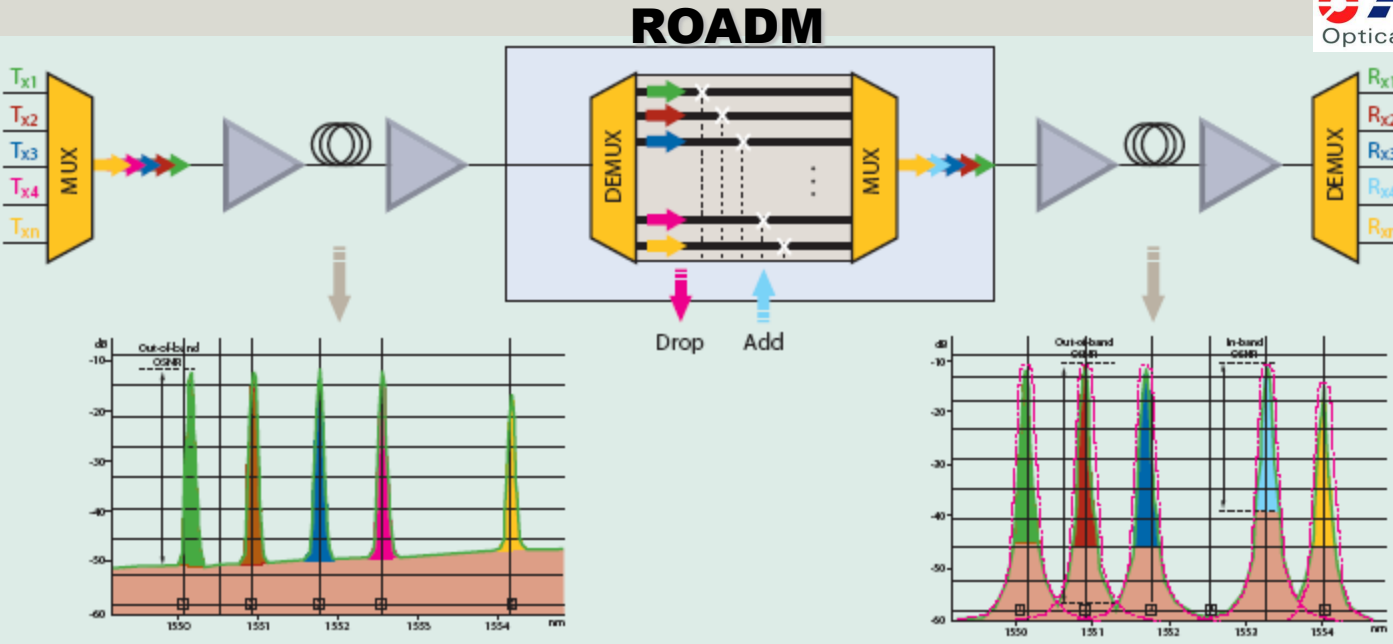 ROADM
Optica
Tx1
Tx2
Tx3
Tx4
Txn
MUX
DEMUX
MUX
DEMUX
Rx1
Rx2
Rx3
Rx4
Drop
Add
dB
Out-of-band
OSNR
-10
-20
-30
-40
-50
-60
1550
1551
1552
1553
1554
nm
dB
Out-of-band
OSNR
In-band
OSNR
-10
-20
-30
-40
-50
-60
1550
1551
1552
1553
1554
nm